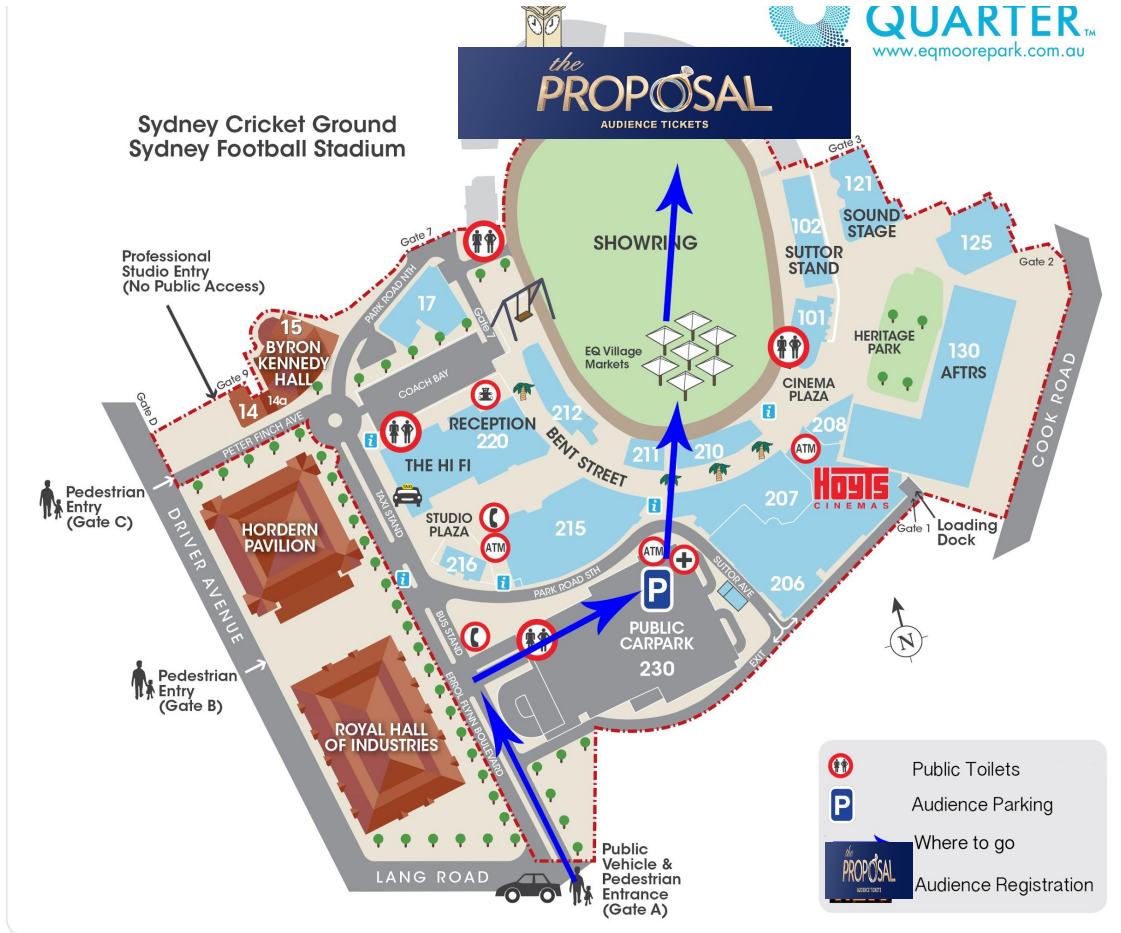 QUARTER™
www.eqmoorepark.com.au
the
PROPOSAL
AUDIENCE TICKETS
Sydney Cricket Ground
Sydney Football Stadium
Gate 3
121
SOUND
STAGE
102
SUTTOR
STAND
125
Gate 2
SHOWRING
Gate 7
Professional
Studio Entry
(No Public Access)
PARK ROAD NTH
17
Gate 7
15
BYRON
KENNEDY
HALL
101
HERITAGE
PARK
130
AFTRS
EQ Village
Markets
CINEMA
PLAZA
COOK ROAD
Gate 9
14
14a
Gate D
COACH BAY
PETER FINCH AVE
RECEPTION
220
212
BENT STREET
211
210
208
ATM
THE HI FI
i
i
TAXI
TAXI STAND
Pedestrian
Entry
(Gate C)
DRIVER AVENUE
HORDERN
PAVILION
STUDIO
PLAZA
ATM
215
i
207
HOYTS
CINEMAS
Gate 1
Loading
Dock
216
i
i
PARK ROAD STH
ATM
P
SUTTOR AVE
206
PUBLIC
CARPARK
230
EXIT
N
BUS STAND
Pedestrian
Entry
(Gate B)
ERROL FLYNN BOULEVARD
ROYAL HALL
OF INDUSTRIES
LANG ROAD
Public
Vehicle &
Pedestrian
Entrance
(Gate A)
Public Toilets
P
Audience Parking
Where to go
the
PROPOSAL
AUDIENCE TICKETS
Audience Registration